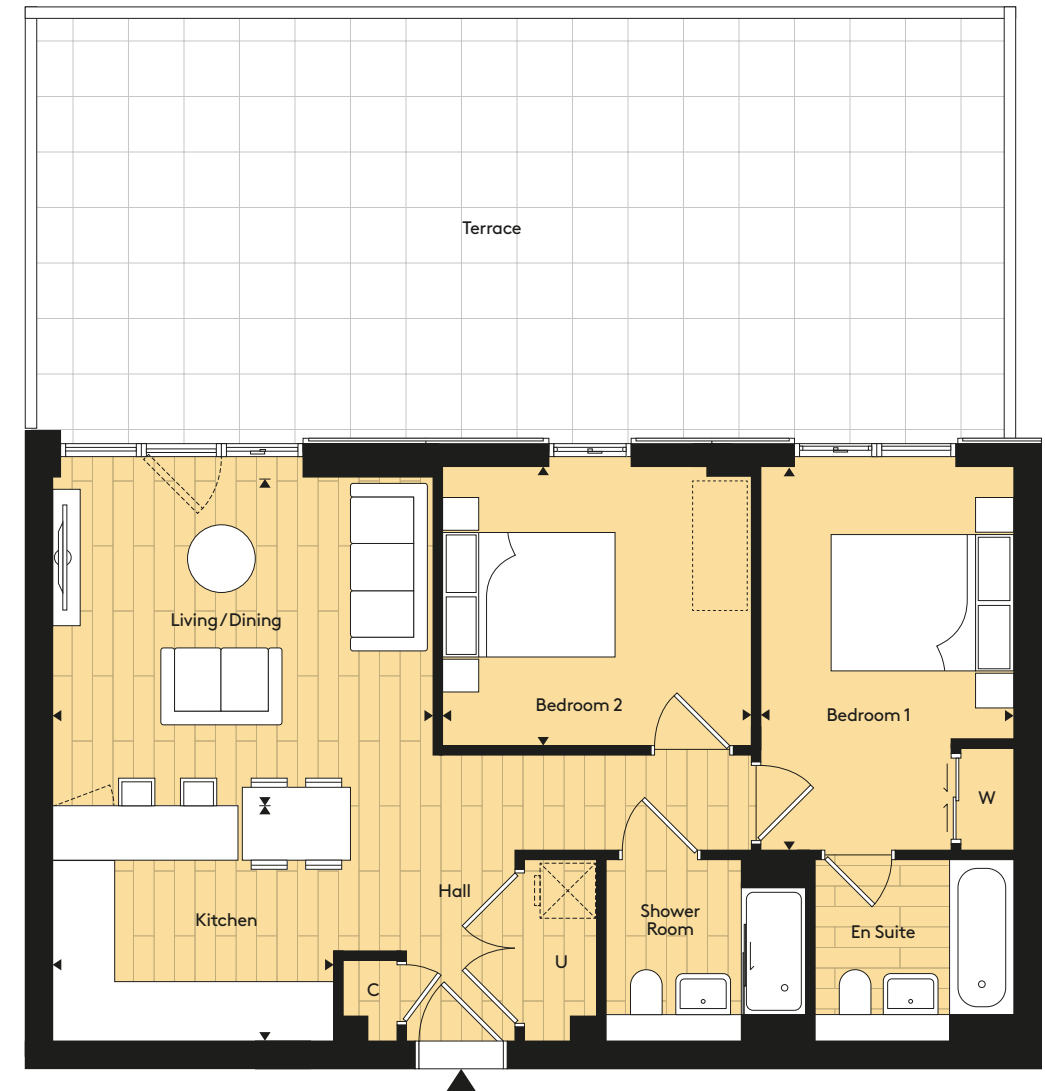 Terrace
Living/Dining
Bedroom 2
Bedroom 1
W
Hall
Kitchen
Shower
Room
En Suite
U
C